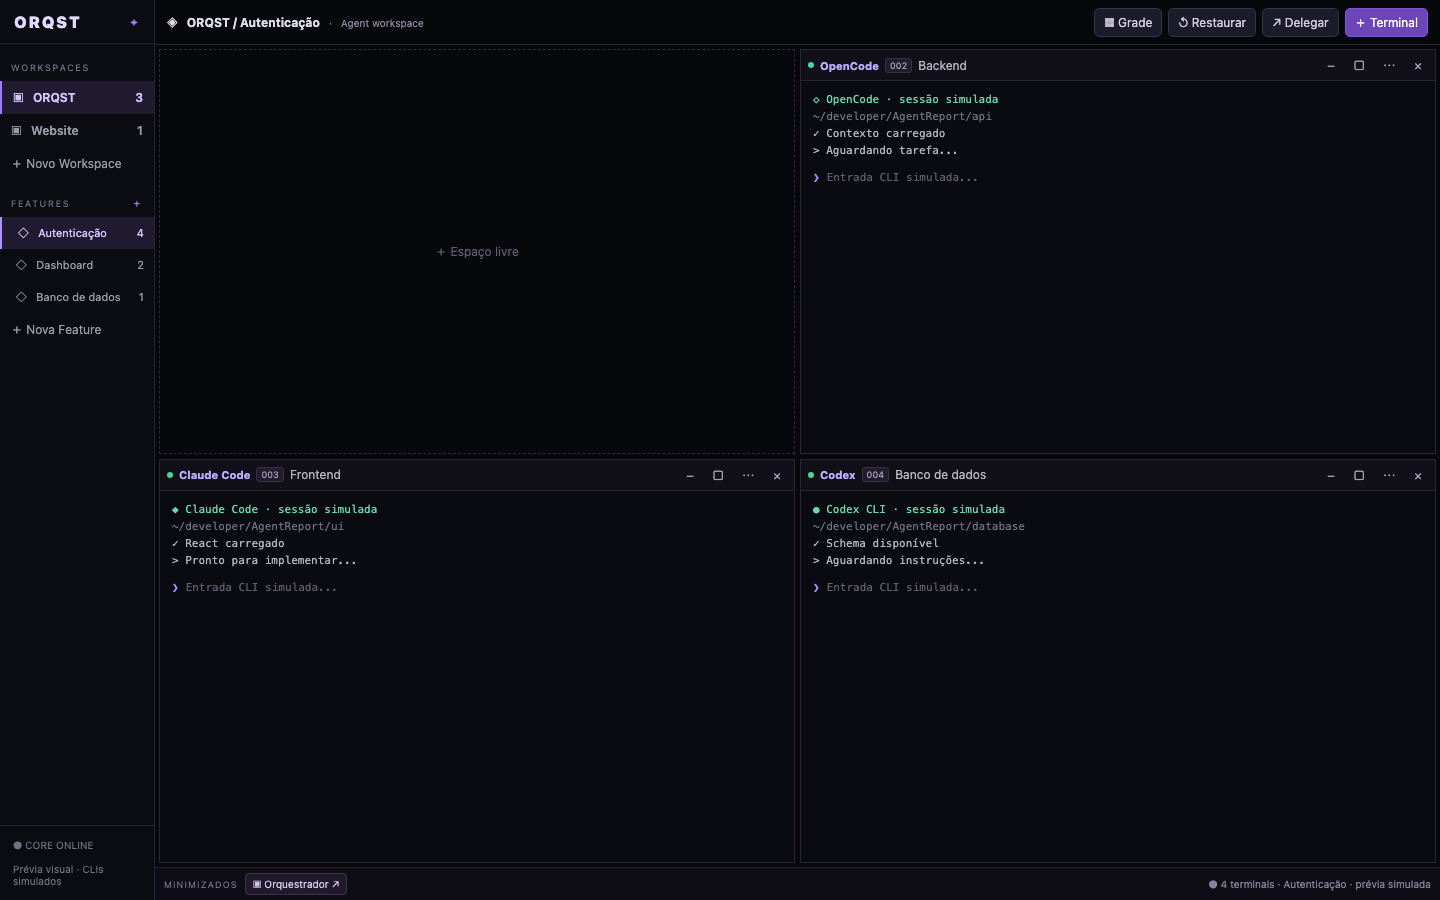 ORQST ✦
WORKSPACES
▣ ORQST 3
▣ Website 1
+ Novo Workspace
FEATURES +
◇ Autenticação 4
◇ Dashboard 2
◇ Banco de dados 1
+ Nova Feature
● CORE ONLINE
Prévia visual · CLIs
simulados
◈ ORQST / Autenticação · Agent workspace
▦ Grade
↺ Restaurar
↗ Delegar
+ Terminal
+ Espaço livre
● OpenCode 002 Backend − □ ··· ×
◇ OpenCode · sessão simulada
~/developer/AgentReport/api
✓ Contexto carregado
> Aguardando tarefa...
❯ Entrada CLI simulada...
● Claude Code 003 Frontend − □ ··· ×
◆ Claude Code · sessão simulada
~/developer/AgentReport/ui
✓ React carregado
> Pronto para implementar...
❯ Entrada CLI simulada...
● Codex 004 Banco de dados − □ ··· ×
● Codex CLI · sessão simulada
~/developer/AgentReport/database
✓ Schema disponível
> Aguardando instruções...
❯ Entrada CLI simulada...
MINIMIZADOS ▣ Orquestrador ↗
● 4 terminais · Autenticação · prévia simulada